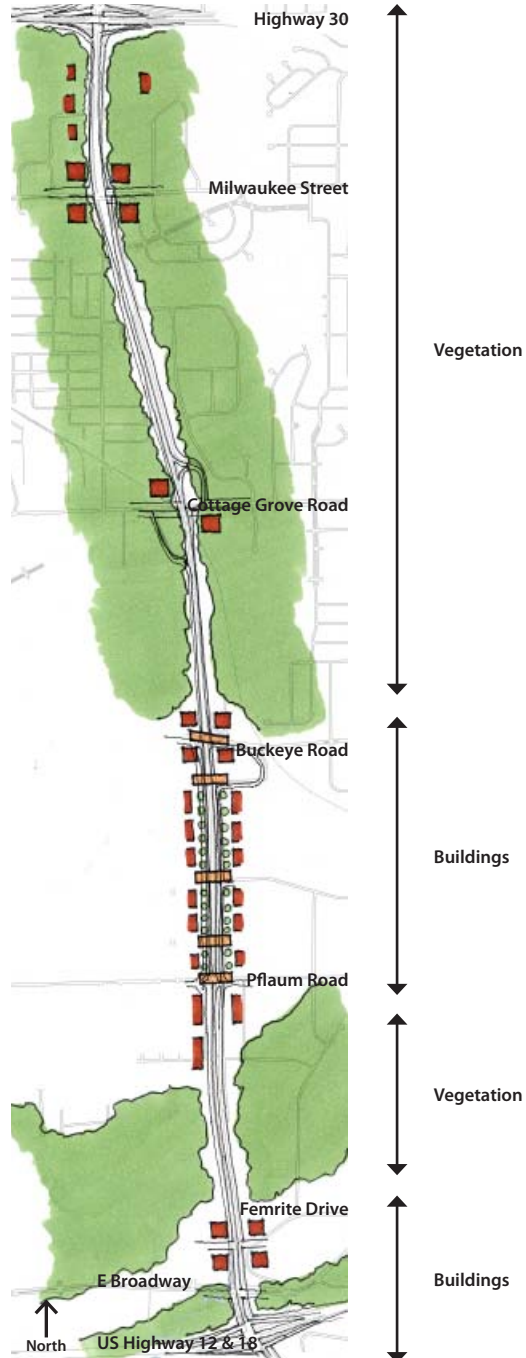 Highway 30
Milwaukee Street
Vegetation
Cottage Grove Road
Buckeye Road
Buildings
Pflaum Road
Vegetation
Femrite Drive
E Broadway
Buildings
North
US Highway 12 & 18